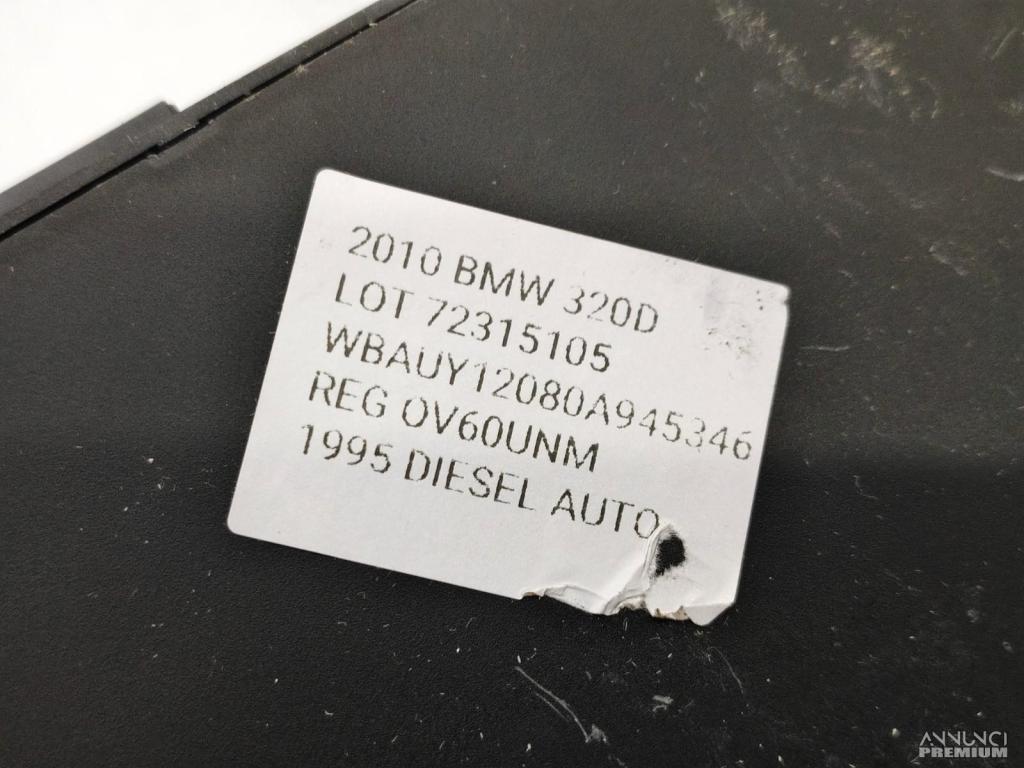 2010 BMW 320D
LOT 72315105
WBAUY12080A945346
REG OV60UNM
1995 DIESEL AUTO
ANNUNCI
PREMIUM